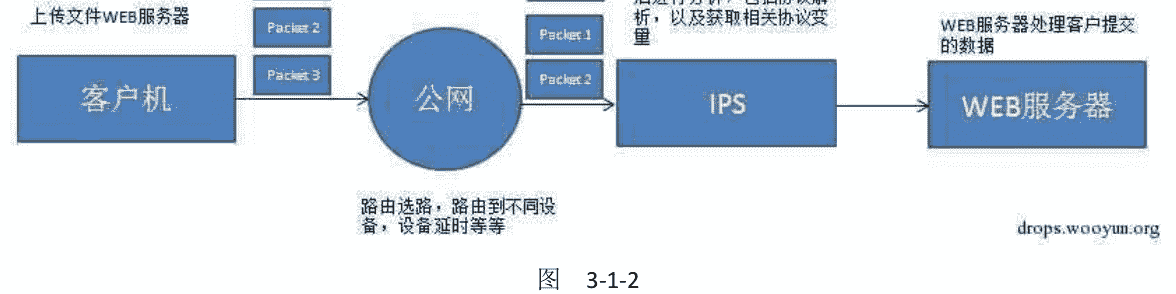 上传文件WEB服务器
Packet 2
Packet 3
客户机
公网
Packet 1
Packet 2
析，以及获取相关协议变
量
IPS
WEB服务器处理客户提交
的数据
WEB服务器
路由选路，路由到不同设
备，设备延时等等
drops.wooyun.org
图 3-1-2